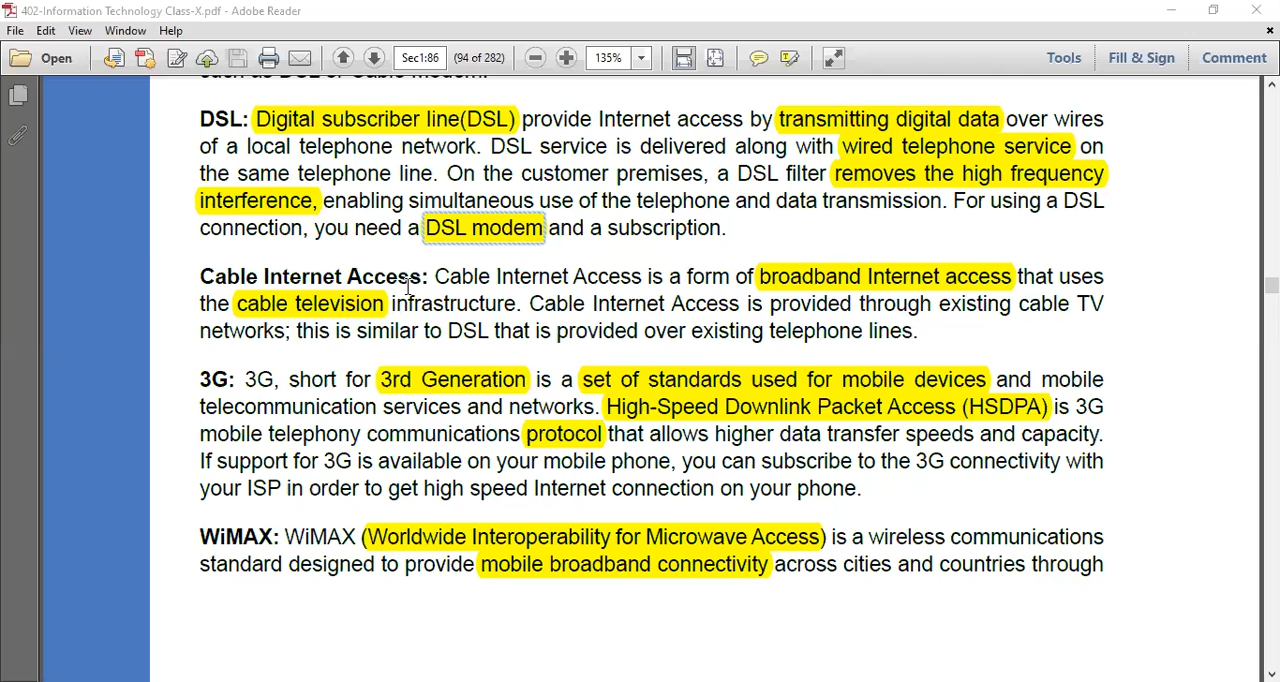 402-Information Technology Class-X.pdf - Adobe Reader
File Edit View Window Help
Open Sec1:86 (94 of 282) 135% Tools Fill & Sign Comment
such as DSL or Cable modem.
DSL: Digital subscriber line(DSL) provide Internet access by transmitting digital data over wires
of a local telephone network. DSL service is delivered along with wired telephone service on
the same telephone line. On the customer premises, a DSL filter removes the high frequency
interference, enabling simultaneous use of the telephone and data transmission. For using a DSL
connection, you need a DSL modem and a subscription.
Cable Internet Access: Cable Internet Access is a form of broadband Internet access that uses
the cable television infrastructure. Cable Internet Access is provided through existing cable TV
networks; this is similar to DSL that is provided over existing telephone lines.
3G: 3G, short for 3rd Generation is a set of standards used for mobile devices and mobile
telecommunication services and networks. High-Speed Downlink Packet Access (HSDPA) is 3G
mobile telephony communications protocol that allows higher data transfer speeds and capacity.
If support for 3G is available on your mobile phone, you can subscribe to the 3G connectivity with
your ISP in order to get high speed Internet connection on your phone.
WiMAX: WiMAX (Worldwide Interoperability for Microwave Access) is a wireless communications
standard designed to provide mobile broadband connectivity across cities and countries through